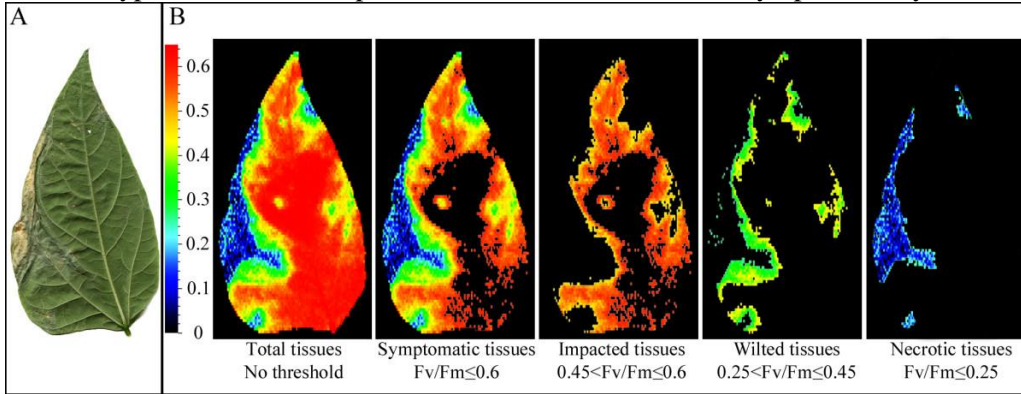 A
B
0.6
0.5
0.4
0.3
0.2
0.1
0
Total tissues
No threshold
Symptomatic tissues
Fv/Fm≤0.6
Impacted tissues
0.45<Fv/Fm≤0.6
Wilted tissues
0.25<Fv/Fm≤0.45
Necrotic tissues
Fv/Fm≤0.25